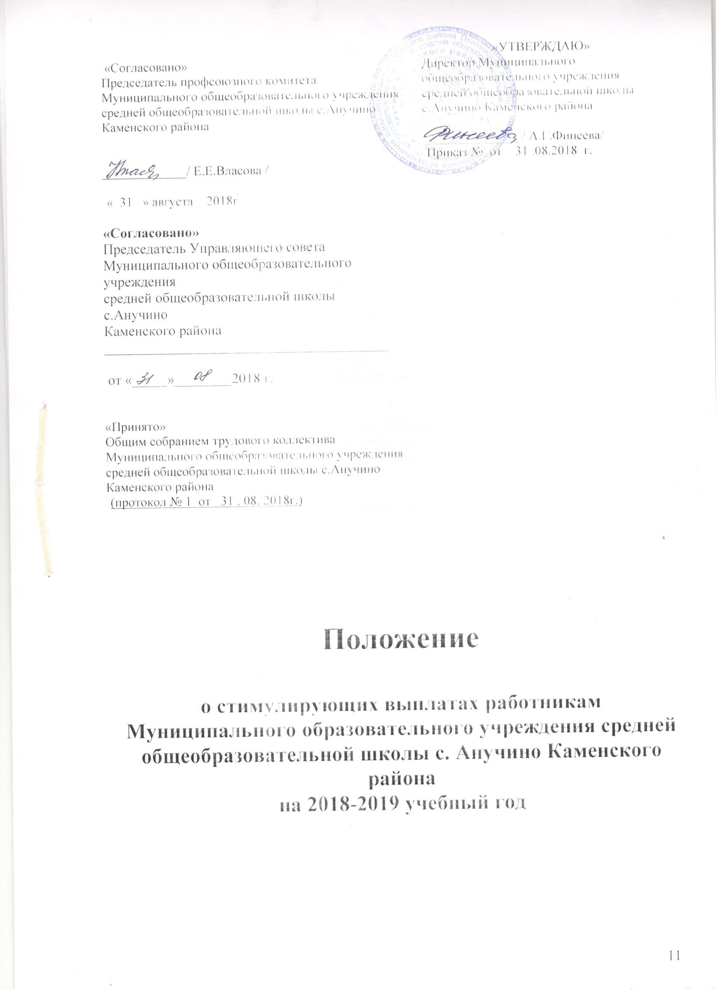 «УТВЕРЖДАЮ»
Директор Муниципального
общеобразовательного учреждения
средней общеобразовательной школы
с.Анучино Каменского района
/ А.Г.Финеева/
Приказ № от 31 .08.2018 г.
«Согласовано»
Председатель профсоюзного комитета
Муниципального общеобразовательного учреждения
средней общеобразовательной школы с.Анучино
Каменского района
/ Е.Е.Власова /
« 31 » августа 2018г
«Согласовано»
Председатель Управляющего совета
Муниципального общеобразовательного
учреждения
средней общеобразовательной школы
с.Анучино
Каменского района
от « 31 » 08 2018 г.
«Принято»
Общим собранием трудового коллектива
Муниципального общеобразовательного учреждения
средней общеобразовательной школы с.Анучино
Каменского района
(протокол № 1 от 31 . 08. 2018г.)
Положение
о стимулирующих выплатах работникам
Муниципального образовательного учреждения средней
общеобразовательной школы с. Анучино Каменского
района
на 2018-2019 учебный год
11